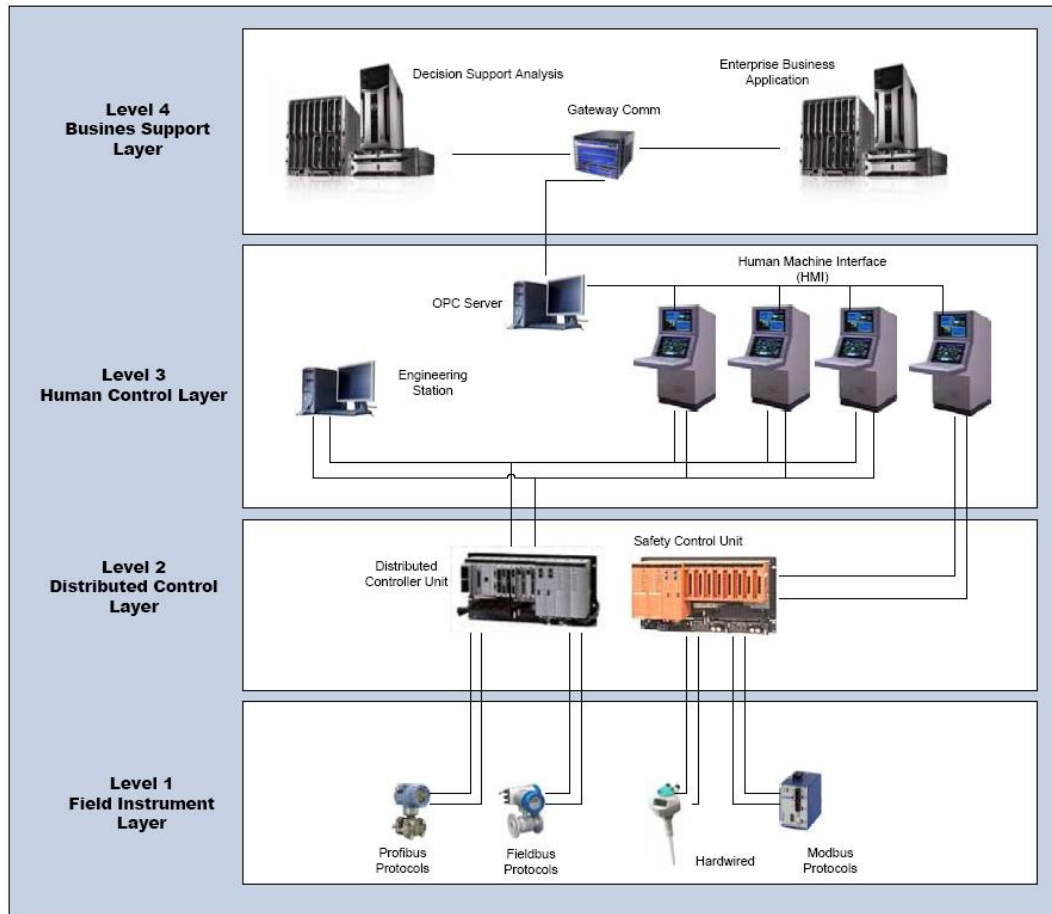 Level 4
Busines Support
Layer
Decision Support Analysis
Gateway Comm
Enterprise Business
Application
Level 3
Human Control Layer
OPC Server
Human Machine Interface
(HMI)
Engineering
Station
Level 2
Distributed Control
Layer
Distributed
Controller Unit
Safety Control Unit
Level 1
Field Instrument
Layer
Profibus
Protocols
Fieldbus
Protocols
Hardwired
Modbus
Protocols